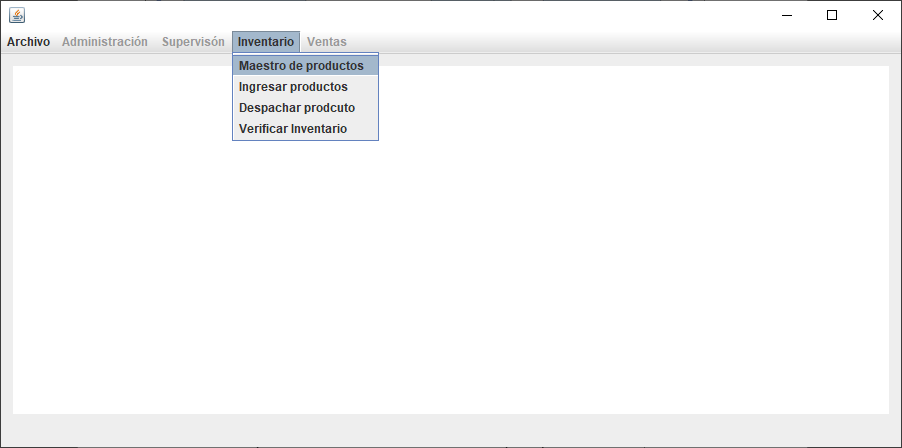 Archivo Administración Supervisón Inventario Ventas
Maestro de productos
Ingresar productos
Despachar prodcuto
Verificar Inventario